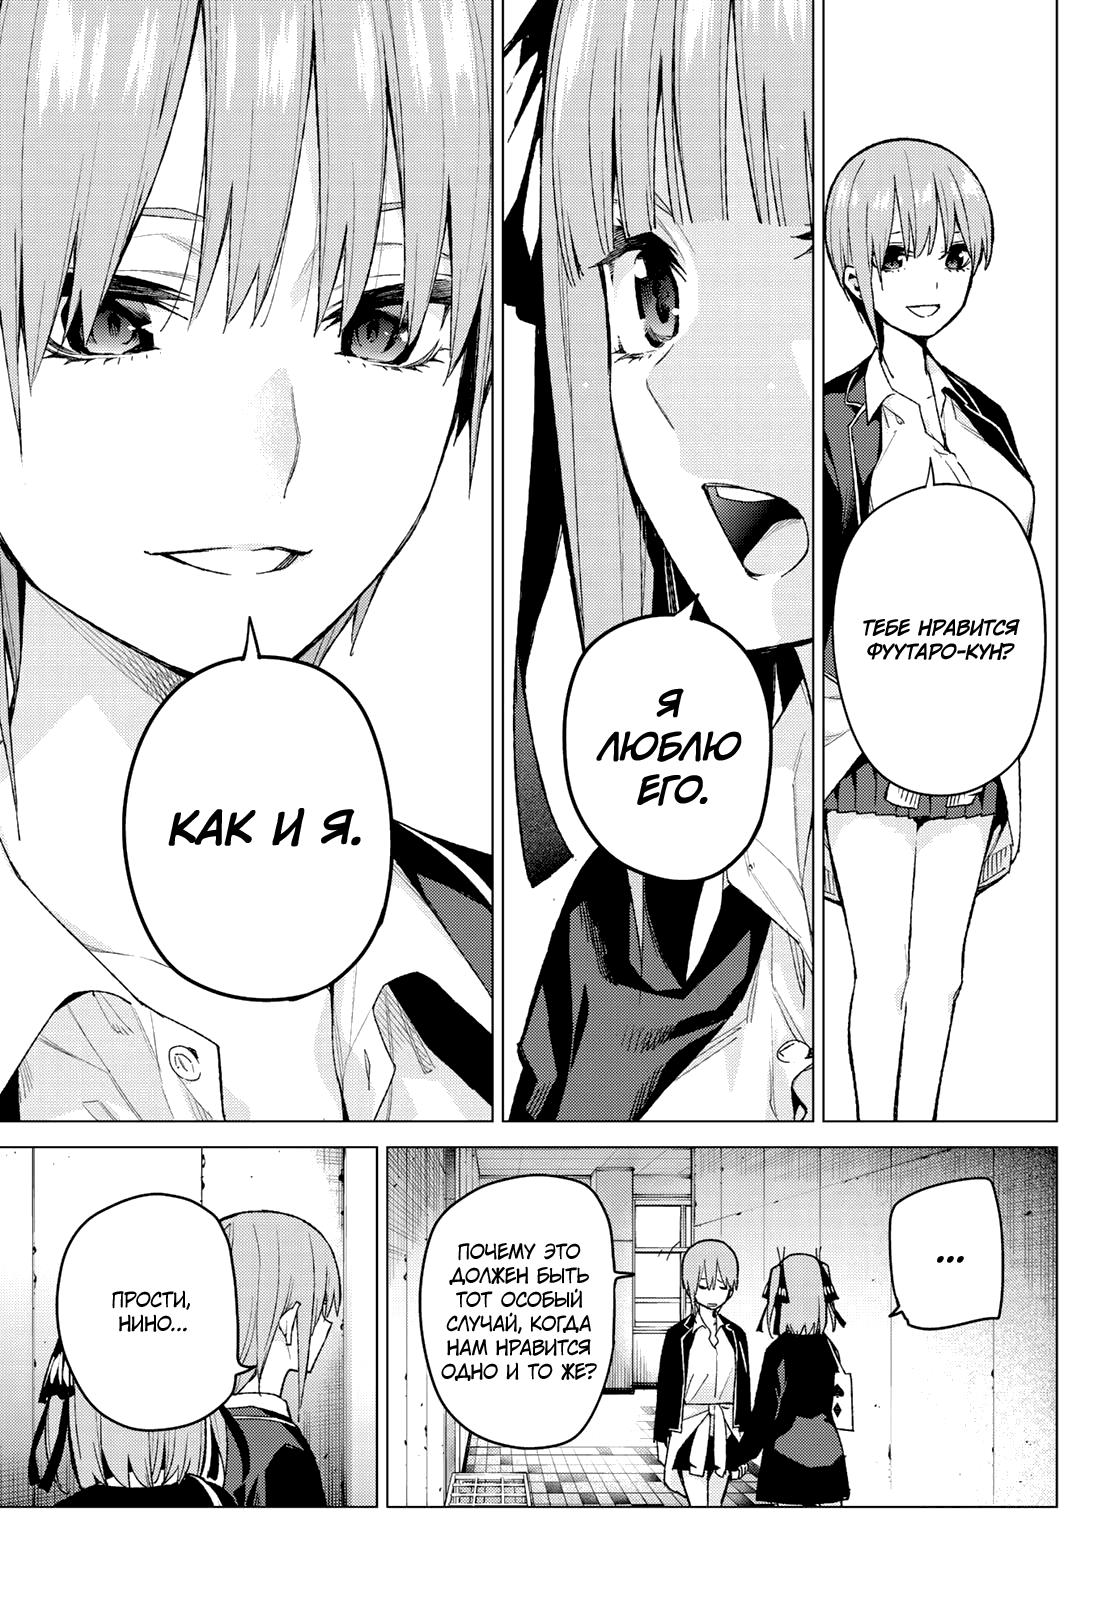 ТЕБЕ НРАВИТСЯ
ФУУТАРО-КУН?
Я
ЛЮБЛЮ
ЕГО.
КАК И Я.
...
ПОЧЕМУ ЭТО
ДОЛЖЕН БЫТЬ
ТОТ ОСОБЫЙ
СЛУЧАЙ, КОГДА
НАМ НРАВИТСЯ
ОДНО И ТО ЖЕ?
ПРОСТИ,
НИНО...